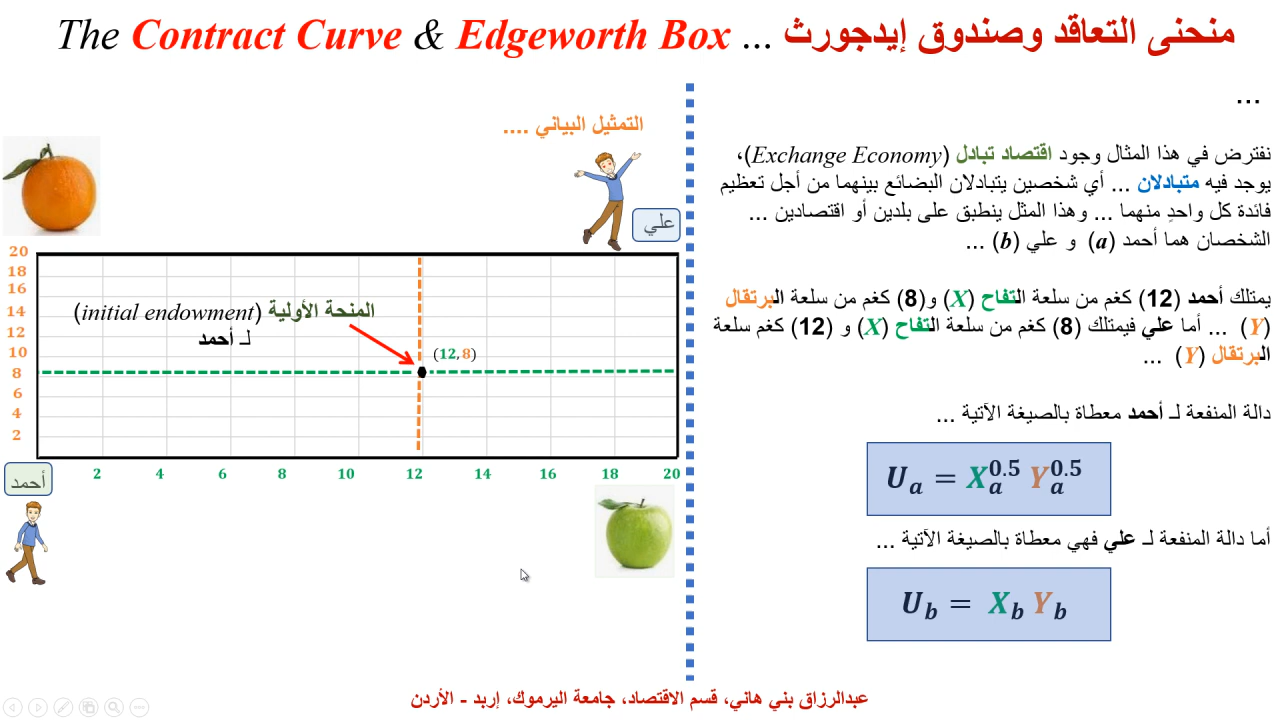 The Contract Curve & Edgeworth Box ... منحنى التعاقد وصندوق إيدجورث
...
نفترض في هذا المثال وجود اقتصاد تبادل (Exchange Economy)،
يوجد فيه متبادلان ... أي شخصين يتبادلان البضائع بينهما من أجل تعظيم
فائدة كل واحدٍ منهما ... وهذا المثل ينطبق على بلدين أو اقتصادين ...
الشخصان هما أحمد (a) و علي (b) ...
يمتلك أحمد (12) كغم من سلعة التفاح (X) و(8) كغم من سلعة البرتقال
(Y) ... أما علي فيمتلك (8) كغم من سلعة التفاح (X) و (12) كغم سلعة
البرتقال (Y) ...
دالة المنفعة لـ أحمد معطاة بالصيغة الآتية ...
U_a = X_a^0.5 Y_a^0.5
أما دالة المنفعة لـ علي فهي معطاة بالصيغة الآتية ...
U_b = X_b Y_b
التمثيل البياني ....
علي
20
18
16
14
12
10
8
6
4
2
المنحة الأولية (initial endowment)
لـ أحمد
(12,8)
2 4 6 8 10 12 14 16 18 20
أحمد
عبدالرزاق بني هاني، قسم الاقتصاد، جامعة اليرموك، إربد - الأردن